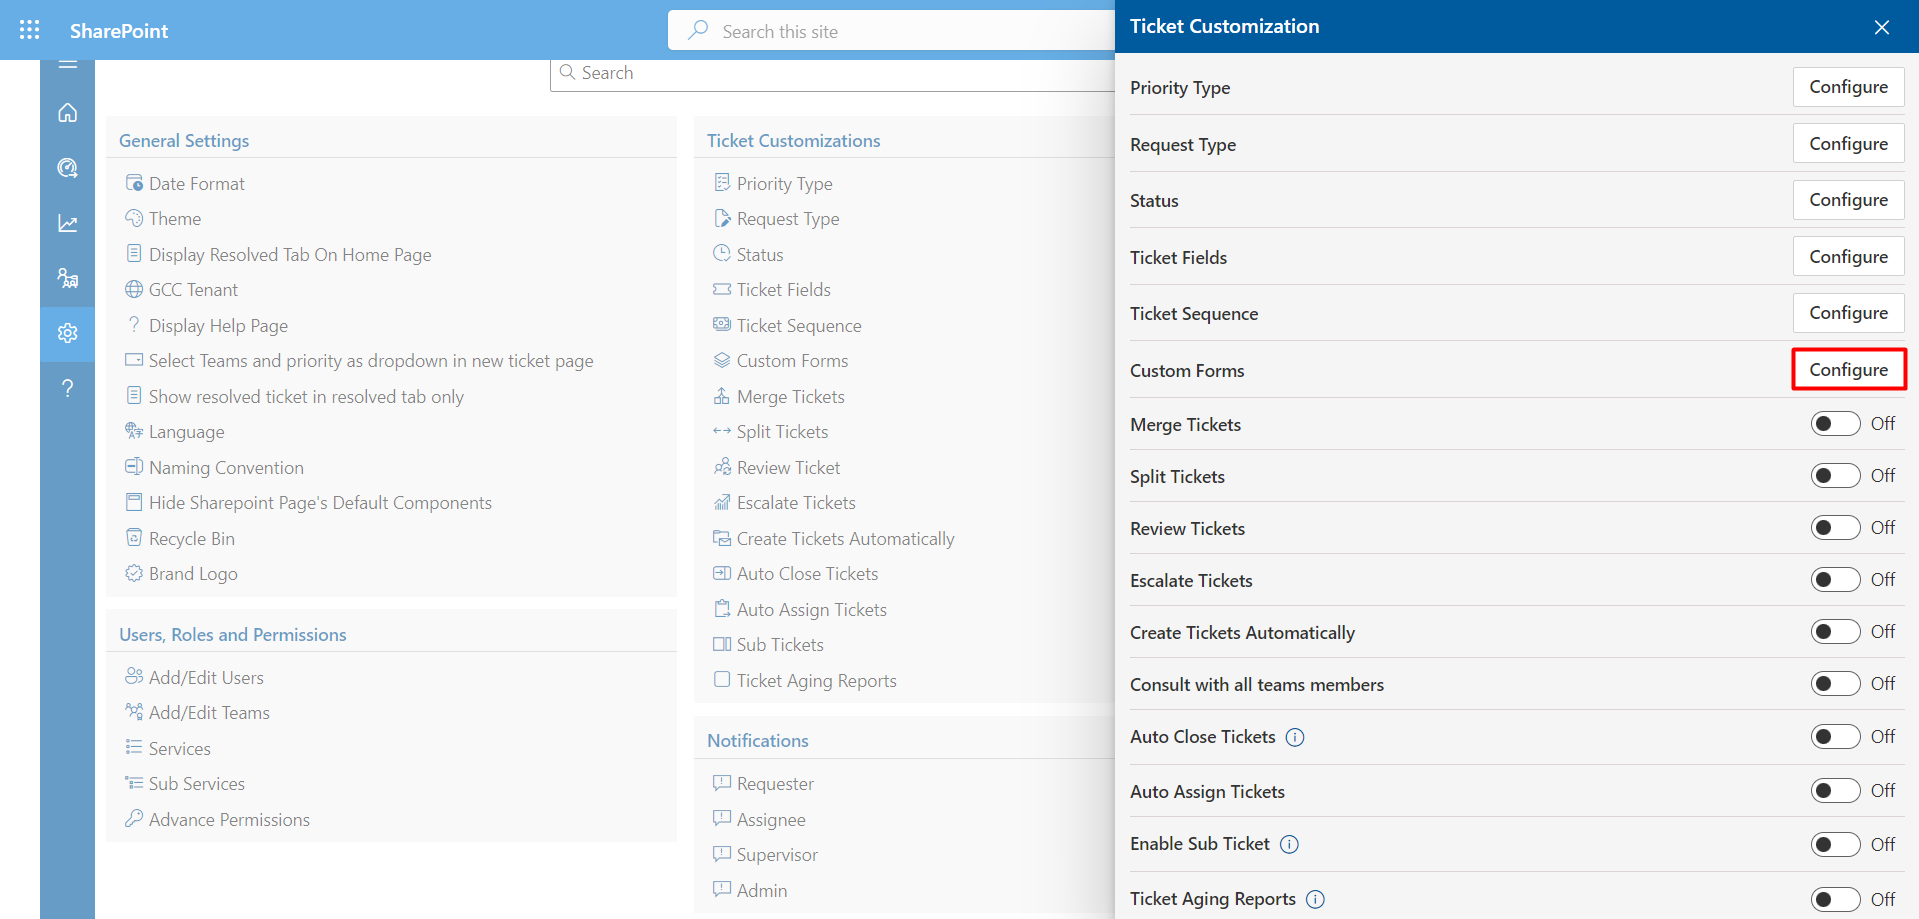 SharePoint
Search this site
Search
General Settings
Date Format
Theme
Display Resolved Tab On Home Page
GCC Tenant
Display Help Page
Select Teams and priority as dropdown in new ticket page
Show resolved ticket in resolved tab only
Language
Naming Convention
Hide Sharepoint Page's Default Components
Recycle Bin
Brand Logo
Users, Roles and Permissions
Add/Edit Users
Add/Edit Teams
Services
Sub Services
Advance Permissions
Ticket Customizations
Priority Type
Request Type
Status
Ticket Fields
Ticket Sequence
Custom Forms
Merge Tickets
Split Tickets
Review Ticket
Escalate Tickets
Create Tickets Automatically
Auto Close Tickets
Auto Assign Tickets
Sub Tickets
Ticket Aging Reports
Notifications
Requester
Assignee
Supervisor
Admin
Ticket Customization
Priority Type Configure
Request Type Configure
Status Configure
Ticket Fields Configure
Ticket Sequence Configure
Custom Forms Configure
Merge Tickets Off
Split Tickets Off
Review Tickets Off
Escalate Tickets Off
Create Tickets Automatically Off
Consult with all teams members Off
Auto Close Tickets Off
Auto Assign Tickets Off
Enable Sub Ticket Off
Ticket Aging Reports Off